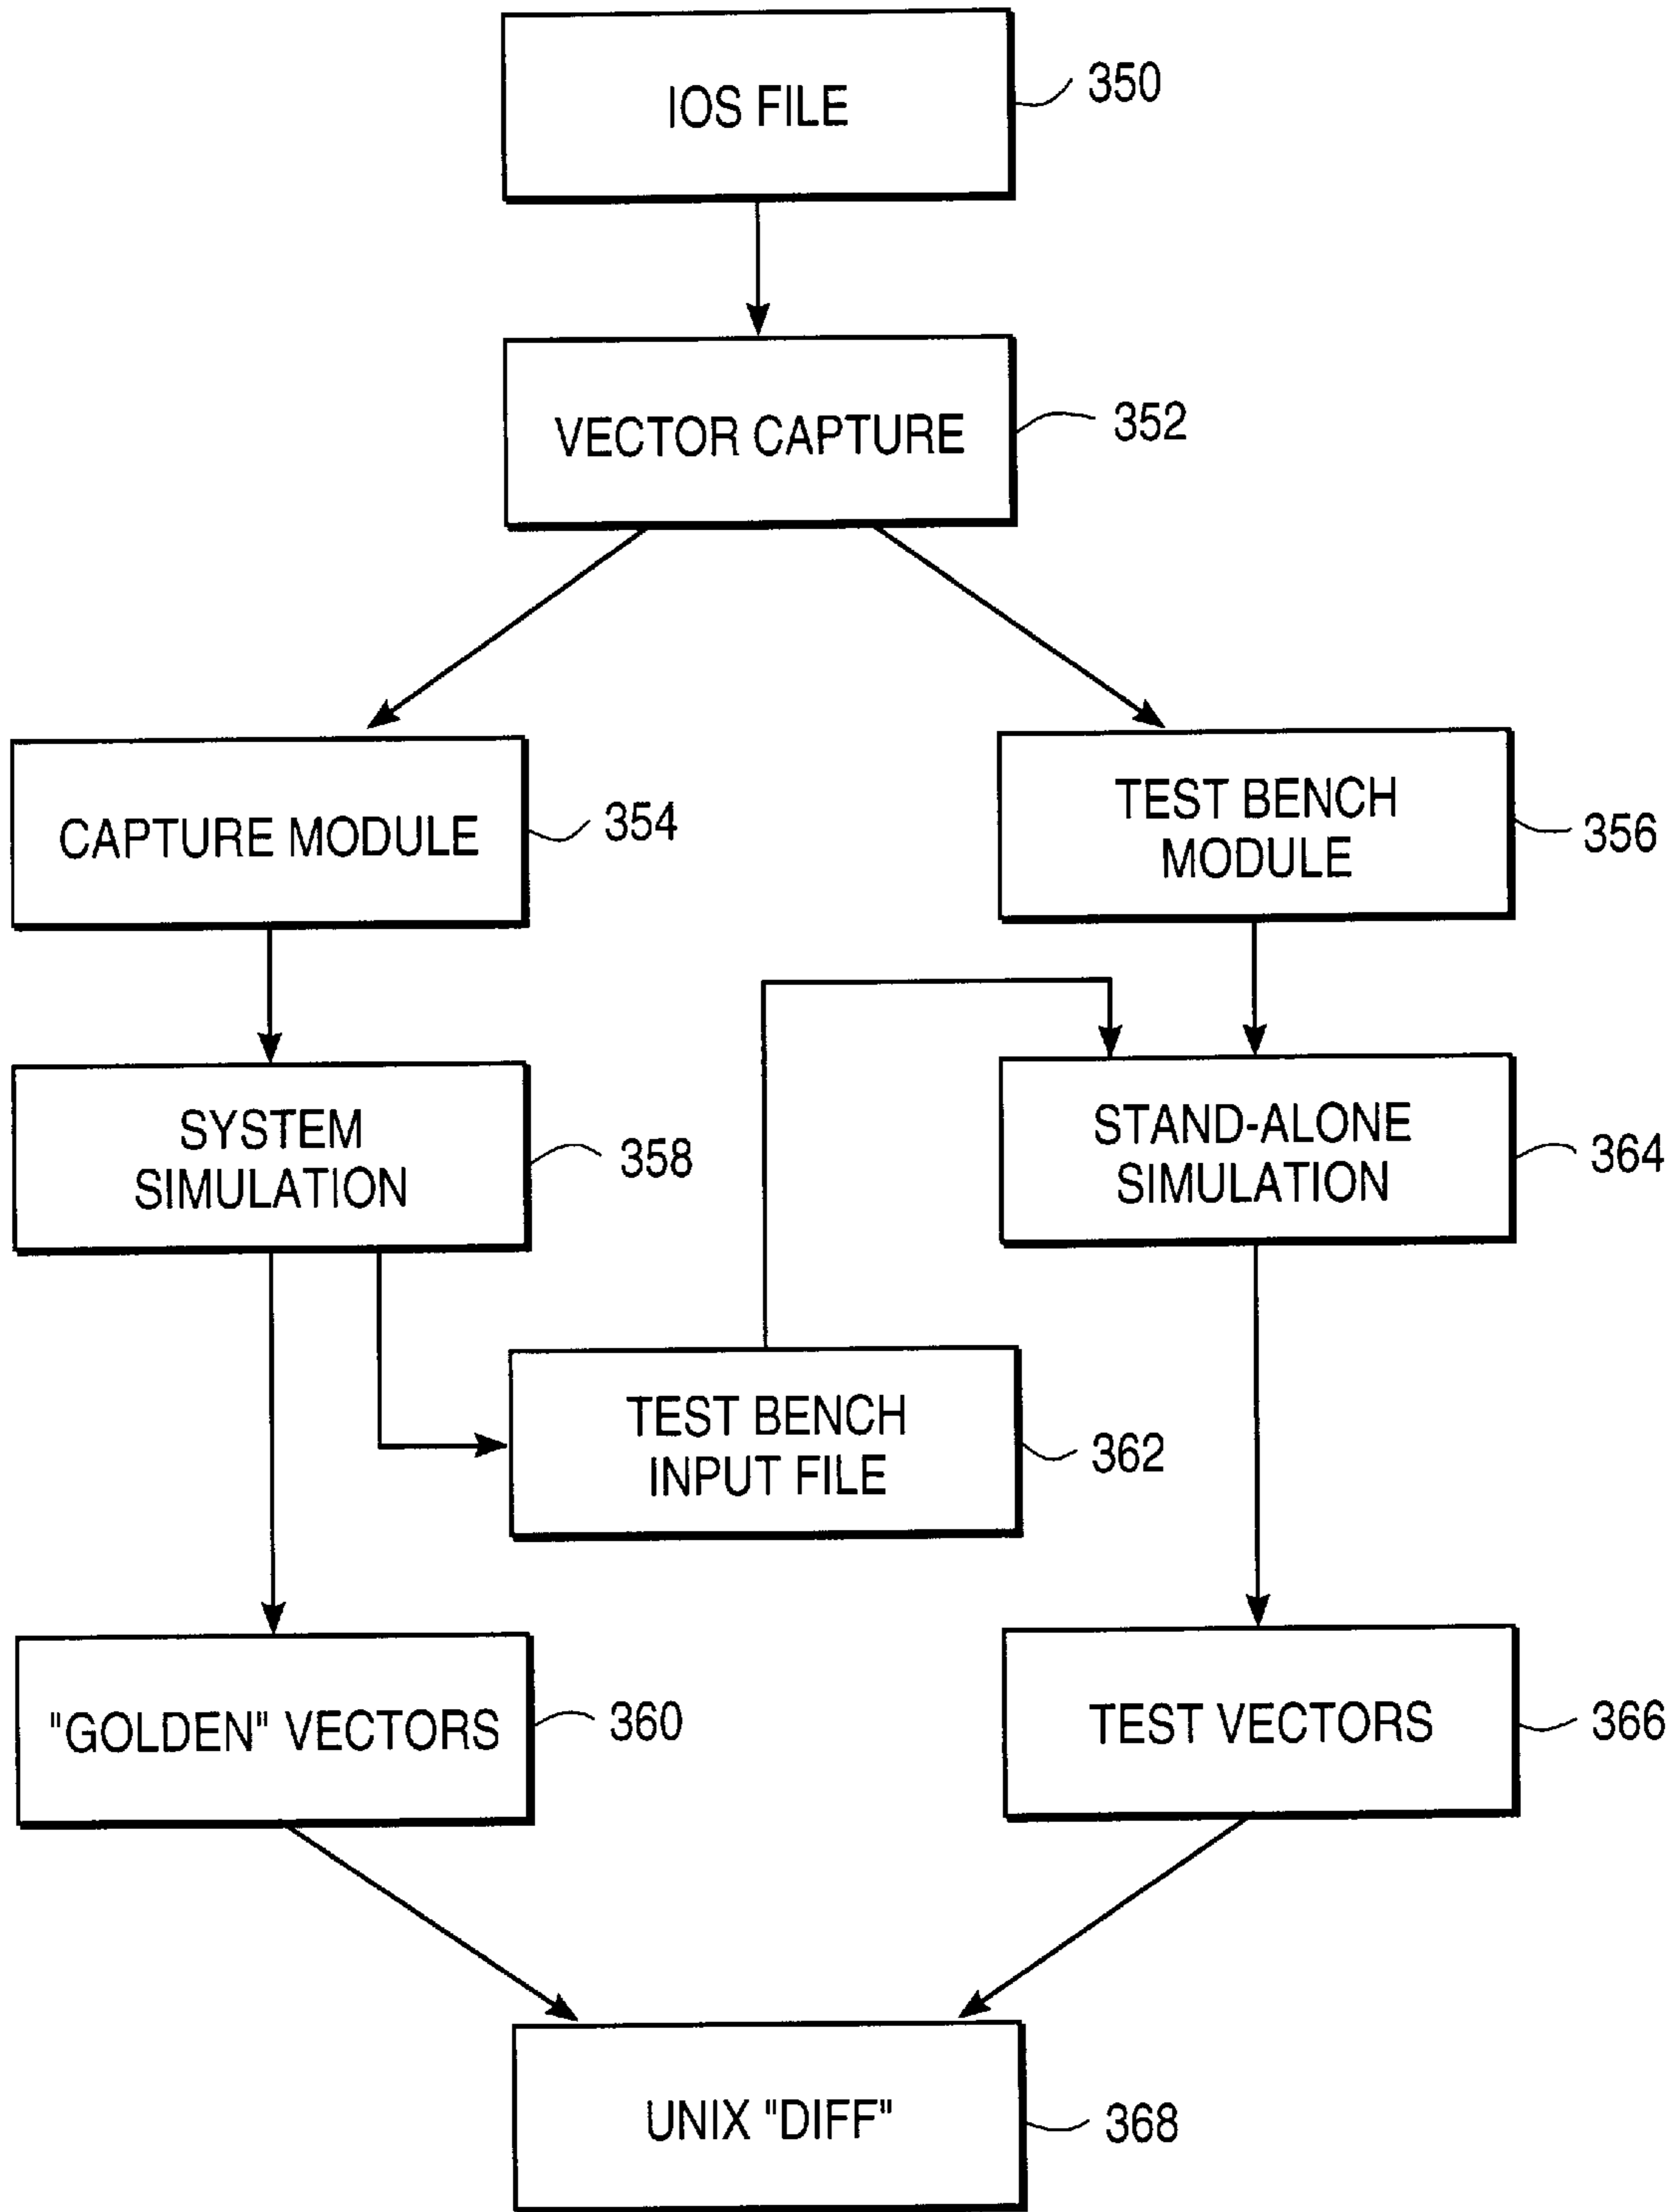 IOS FILE
350
VECTOR CAPTURE
352
CAPTURE MODULE
354
TEST BENCH
MODULE
356
SYSTEM
SIMULATION
358
STAND-ALONE
SIMULATION
364
TEST BENCH
INPUT FILE
362
"GOLDEN" VECTORS
360
TEST VECTORS
366
UNIX "DIFF"
368